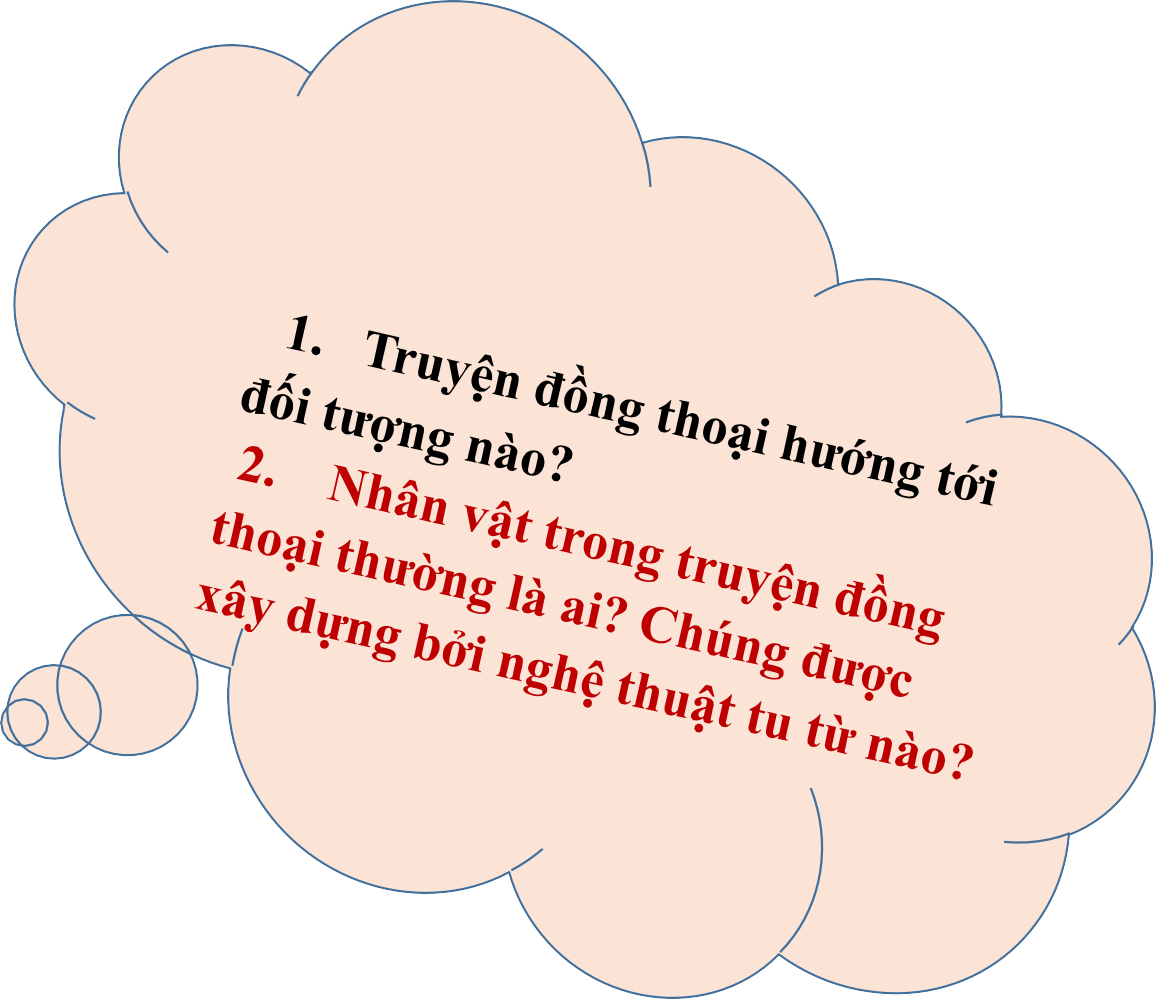 1. Truyện đồng thoại hướng tới
đối tượng nào?
2. Nhân vật trong truyện đồng
thoại thường là ai? Chúng được
xây dựng bởi nghệ thuật tu từ nào?